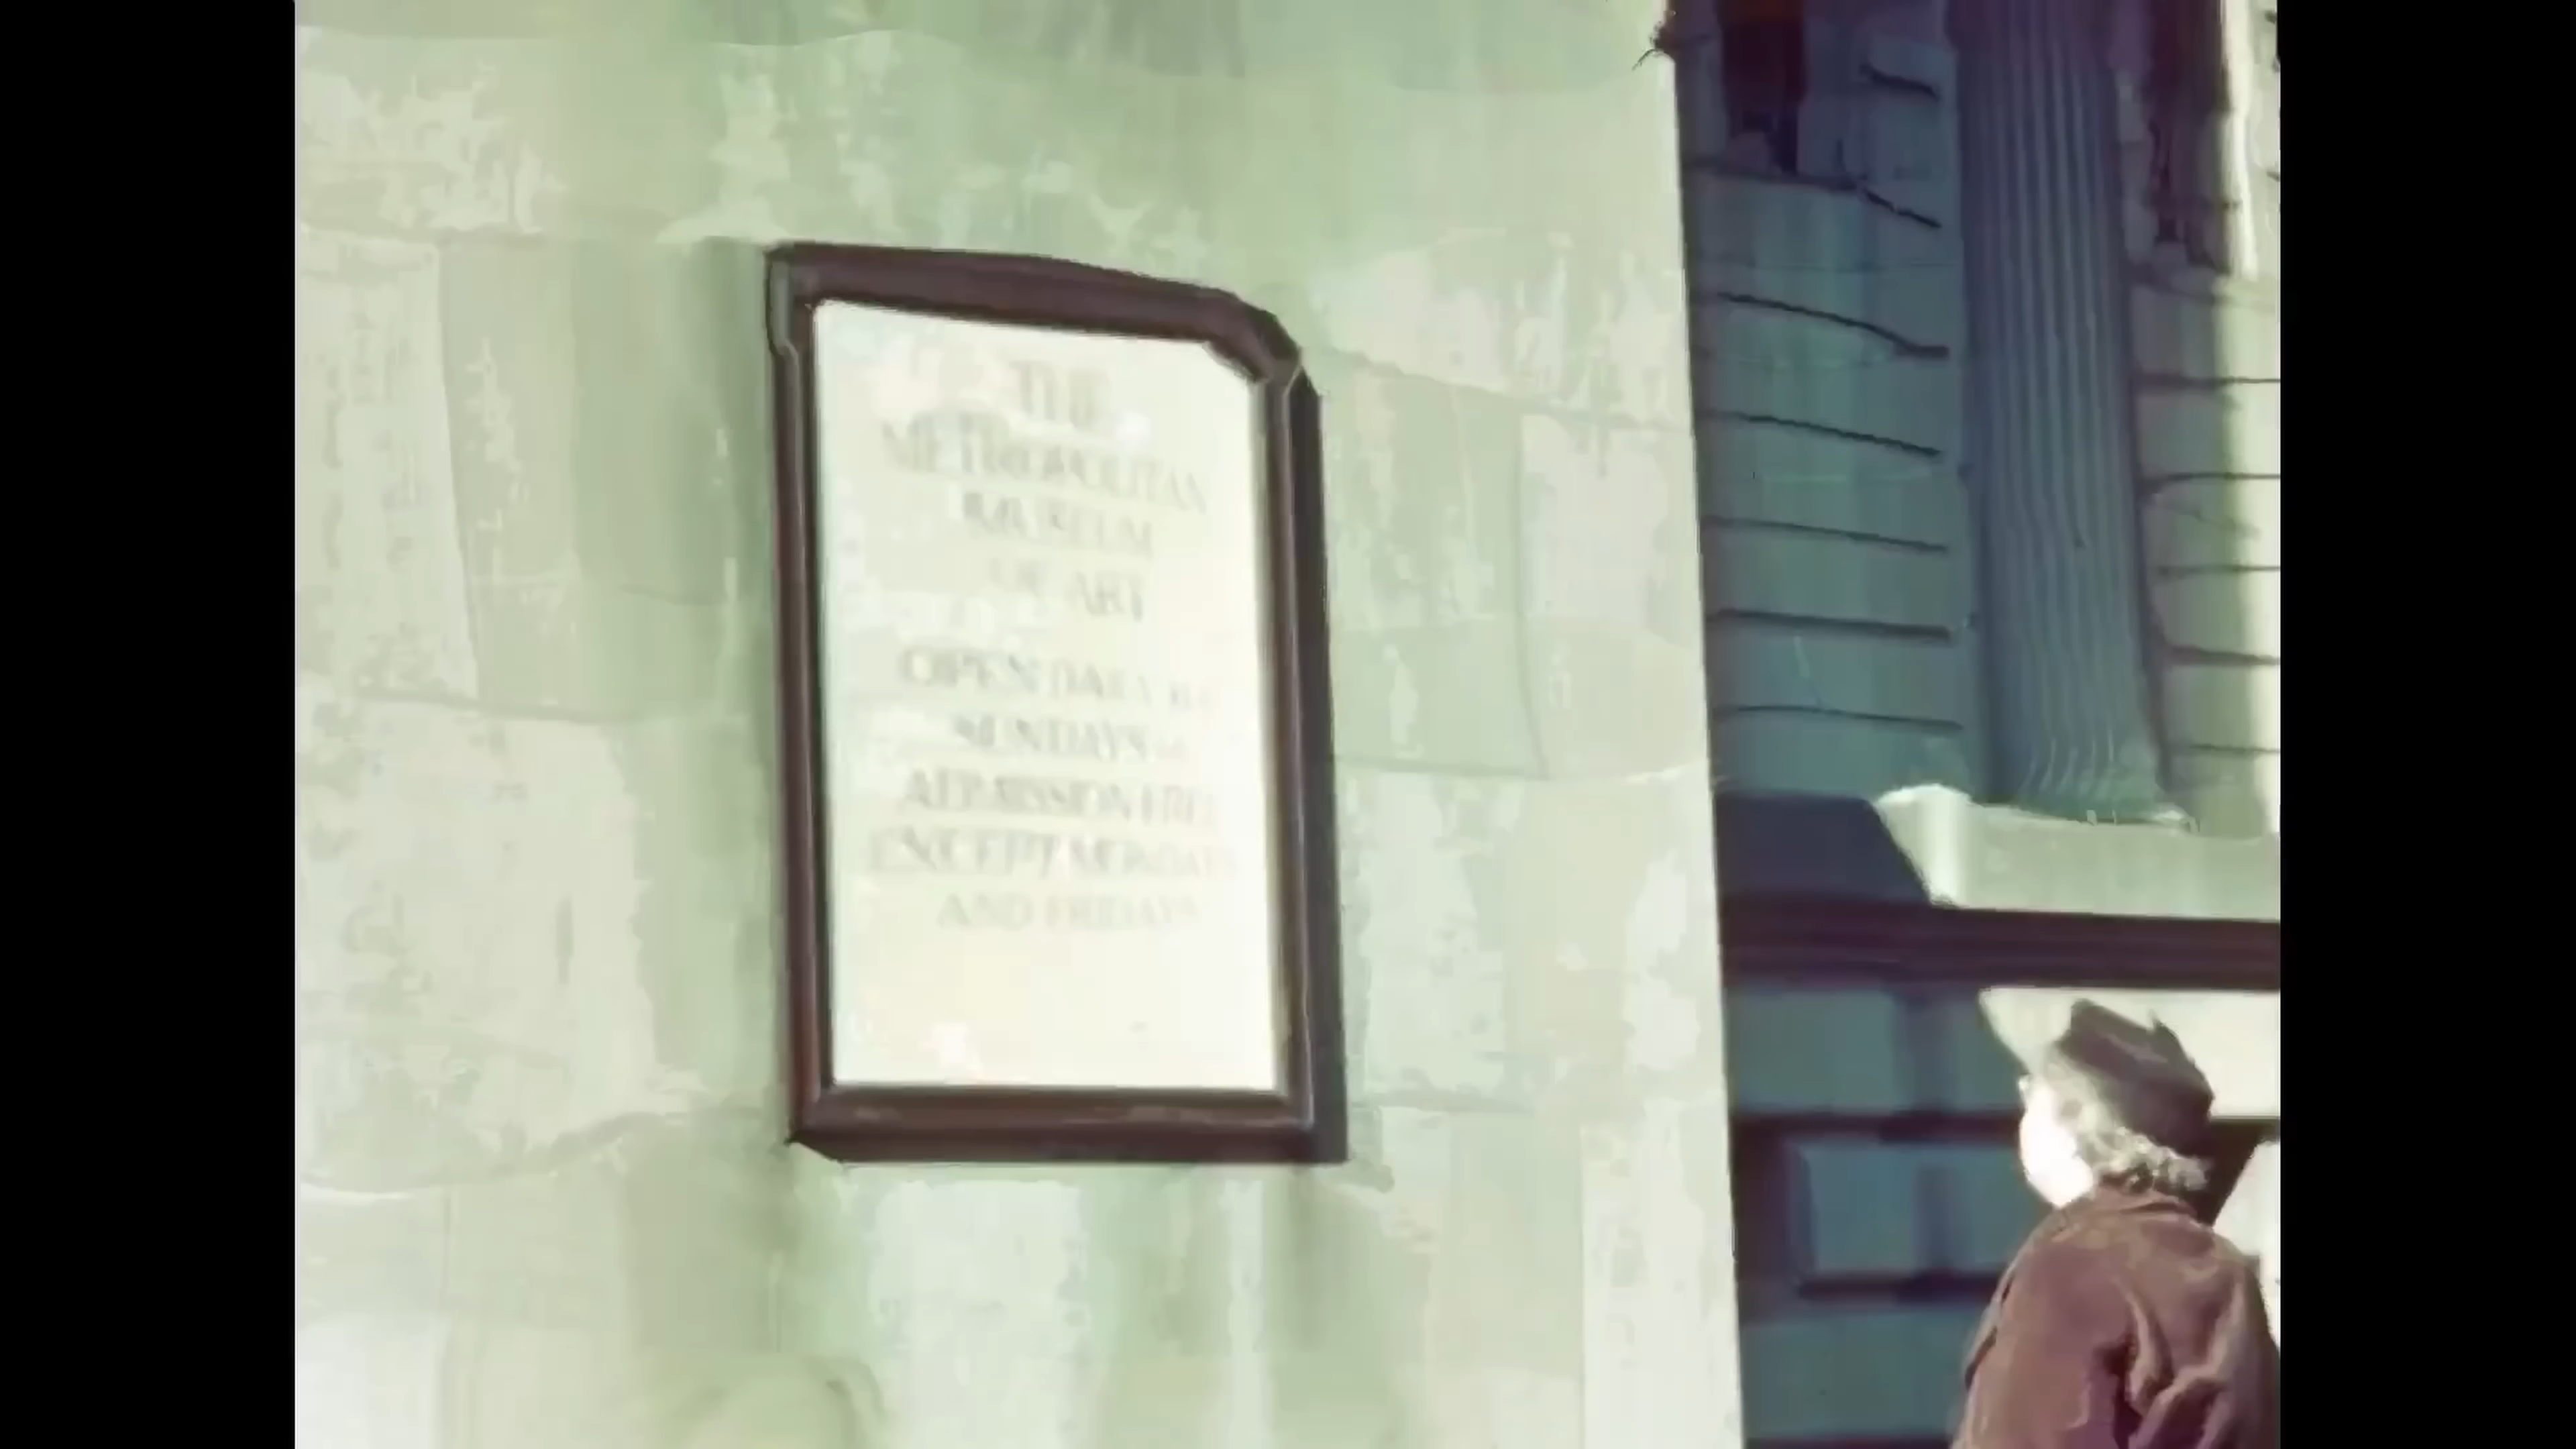 THE
METROPOLITAN
MUSEUM
OF ART
OPEN DAILY
SUNDAYS
ADMISSION FREE
EXCEPT MONDAYS
AND FRIDAYS